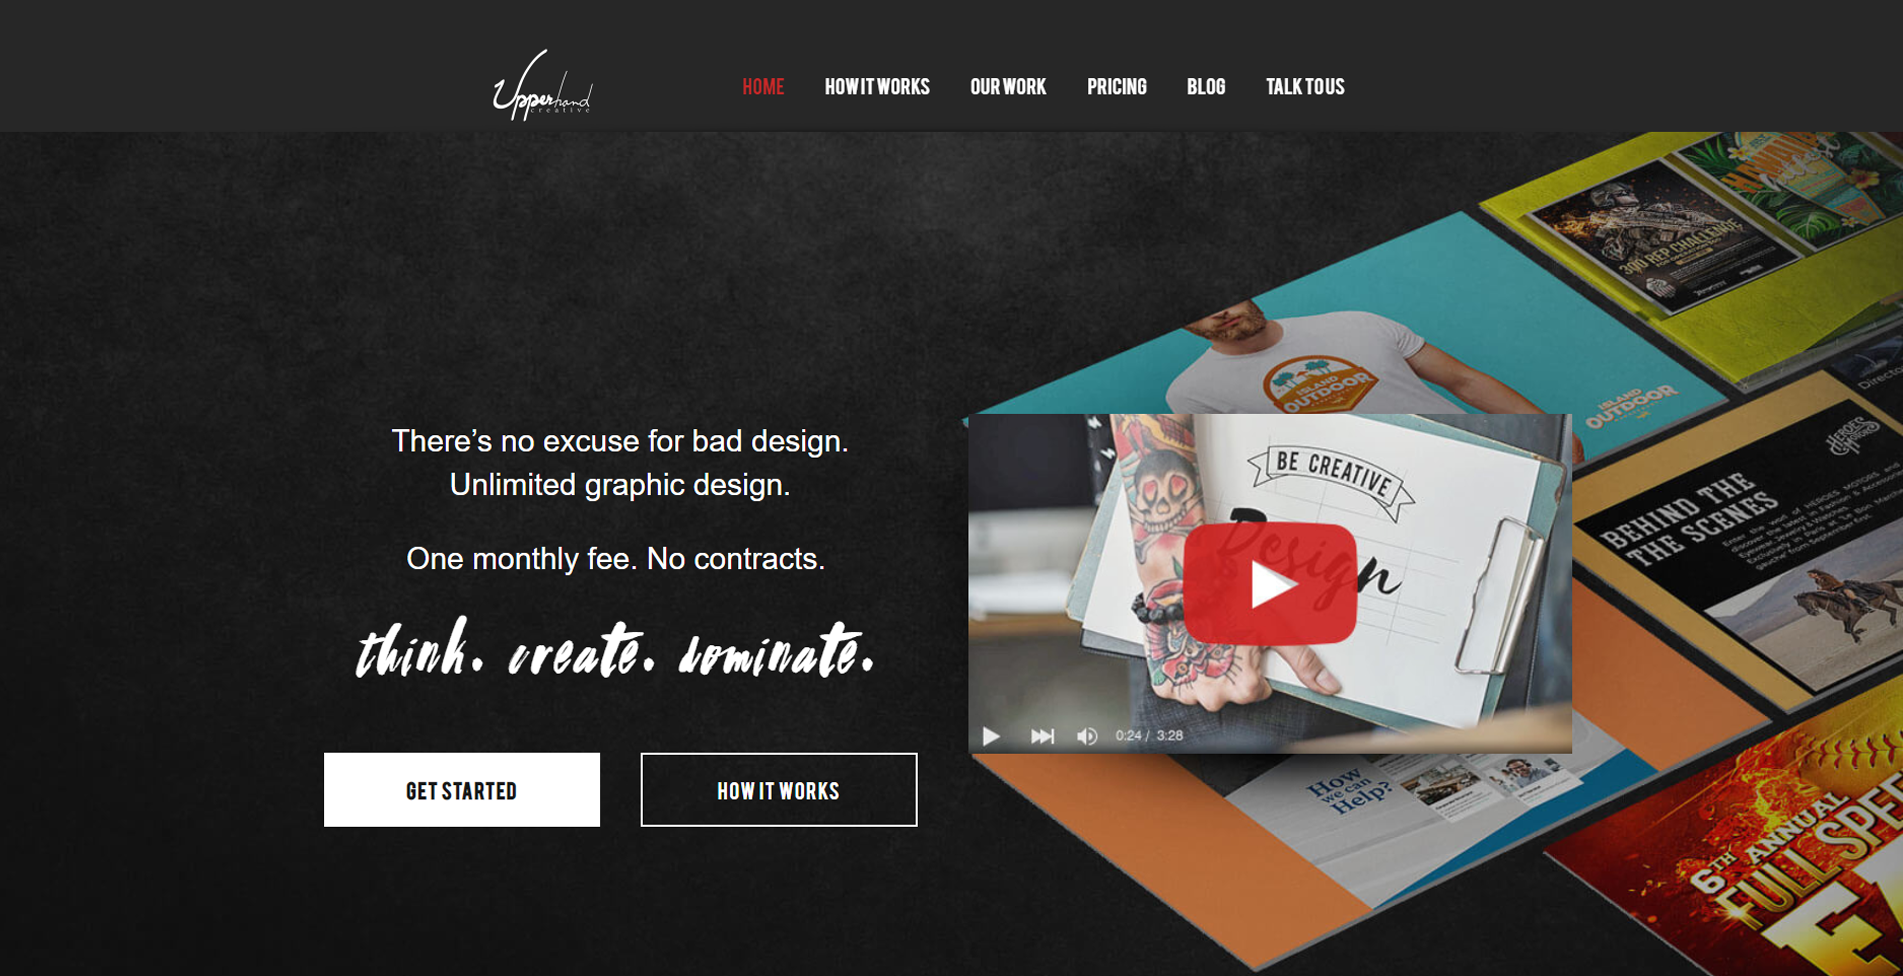 Upperhand
creative
HOME
HOW IT WORKS
OUR WORK
PRICING
BLOG
TALK TO US
There's no excuse for bad design.
Unlimited graphic design.
One monthly fee. No contracts.
think. create. dominate.
GET STARTED
HOW IT WORKS
300 REP CHALLENGE
ISLAND
OUTDOOR
ISLAND
OUTDOOR
BE CREATIVE
Design
0:24 / 3:28
HEROES
MOTORS
BEHIND THE
THE SCENES
How
we can
Help?
6TH ANNUAL
FULL